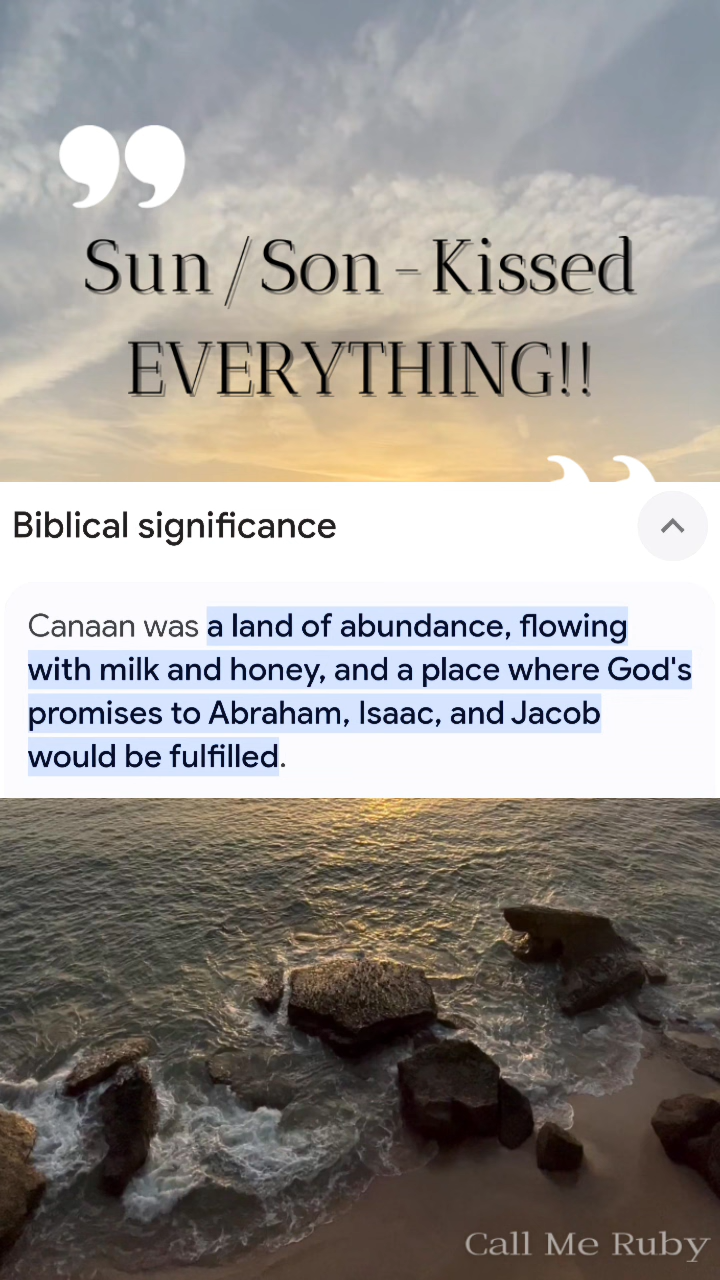 ”
Sun / Son - Kissed
EVERYTHING!!
”
Biblical significance
Canaan was a land of abundance, flowing
with milk and honey, and a place where God's
promises to Abraham, Isaac, and Jacob
would be fulfilled.
Call Me Ruby